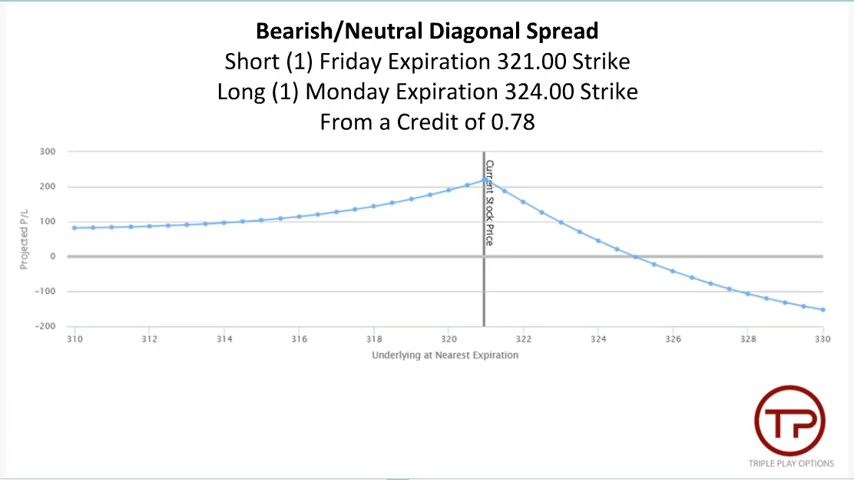 Bearish/Neutral Diagonal Spread
Short (1) Friday Expiration 321.00 Strike
Long (1) Monday Expiration 324.00 Strike
From a Credit of 0.78
300
200
100
0
-100
-200
Projected P/L
Current Stock Price
310 312 314 316 318 320 322 324 326 328 330
Underlying at Nearest Expiration
TP
TRIPLE PLAY OPTIONS